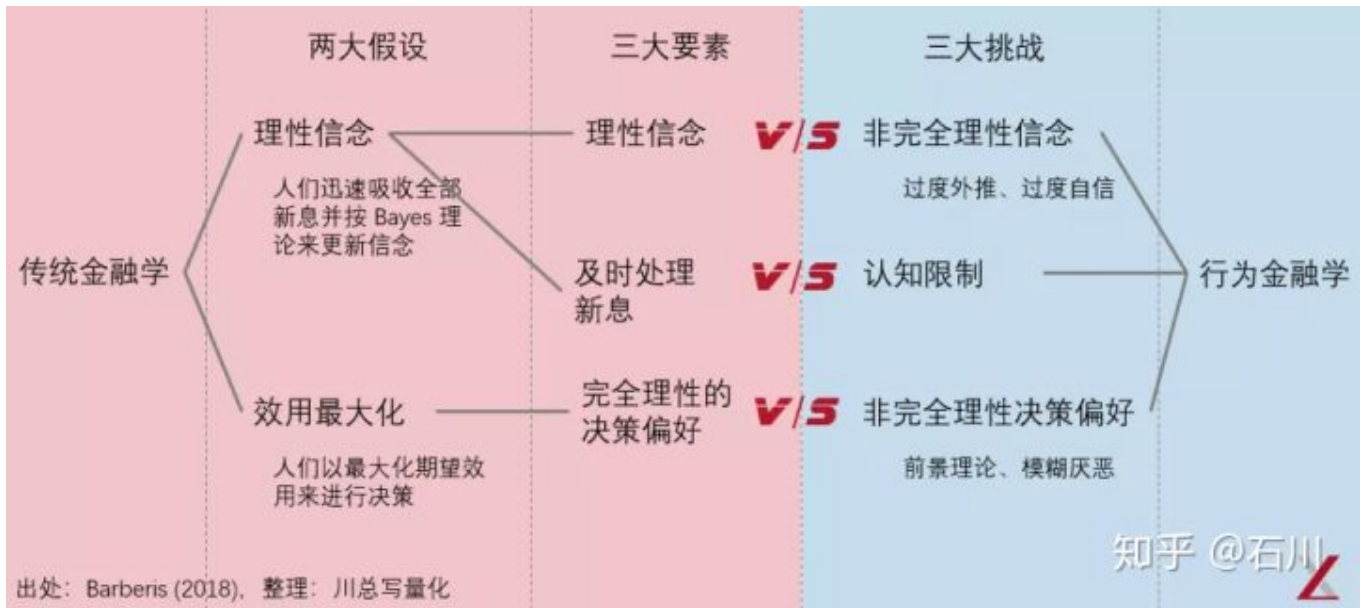 两大假设
三大要素
三大挑战
理性信念
理性信念
V/S
非完全理性信念
人们迅速吸收全部
新息并按 Bayes 理
论来更新信念
过度外推、过度自信
传统金融学
及时处理
新息
V/S
认知限制
行为金融学
效用最大化
完全理性的
决策偏好
V/S
非完全理性决策偏好
人们以最大化期望效
用来进行决策
前景理论、模糊厌恶
知乎 @石川
出处：Barberis (2018), 整理：川总写量化